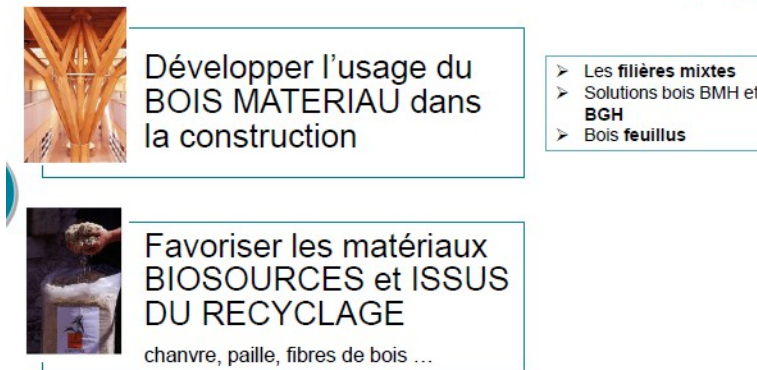 Développer l’usage du
BOIS MATERIAU dans
la construction
➢ Les filières mixtes
➢ Solutions bois BMH et
BGH
➢ Bois feuillus
Favoriser les matériaux
BIOSOURCES et ISSUS
DU RECYCLAGE
chanvre, paille, fibres de bois …